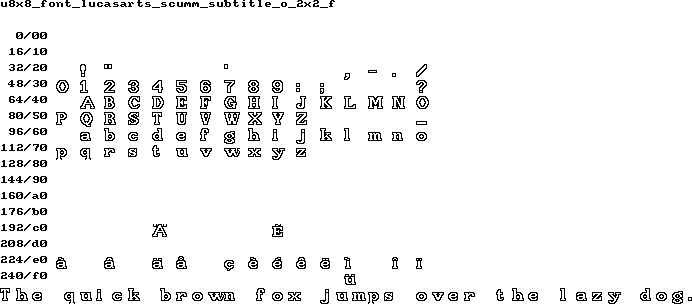 u8x8_font_lucasarts_scumm_subtitle_o_2x2_f
0/00
16/10
32/20 ! " ' , - . /
48/30 0 1 2 3 4 5 6 7 8 9 : ; ?
64/40 A B C D E F G H I J K L M N O
80/50 P Q R S T U V W X Y Z _
96/60 a b c d e f g h i j k l m n o
112/70 p q r s t u v w x y z
128/80
144/90
160/a0
176/b0
192/c0 Ä É
208/d0
224/e0 à â ä å ç è é ê ë ì î ï
240/f0 ü
The quick brown fox jumps over the lazy dog.